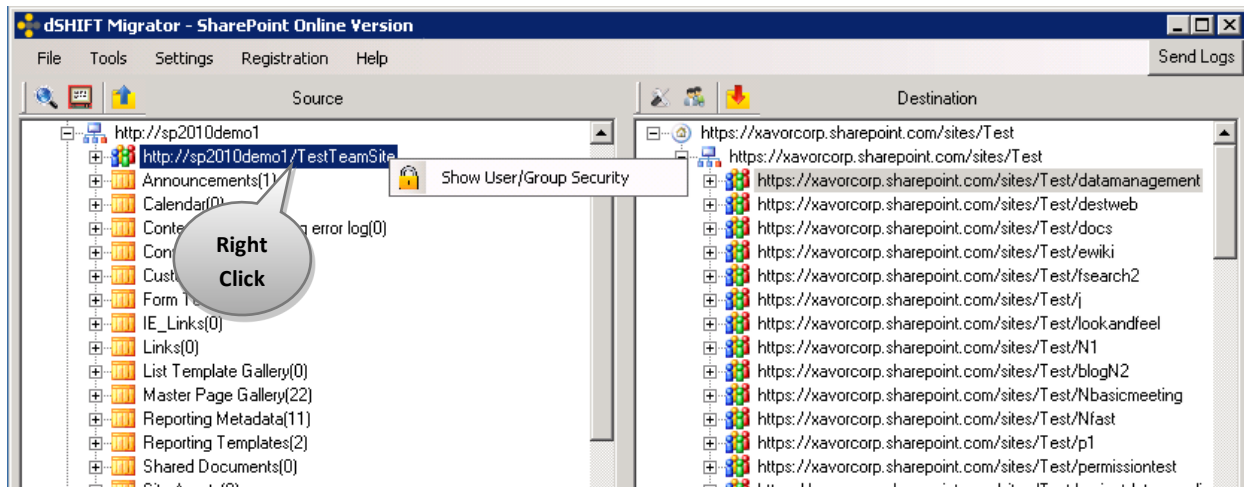 dSHIFT Migrator - SharePoint Online Version
File Tools Settings Registration Help Send Logs
Source
http://sp2010demo1
http://sp2010demo1/TestTeamSite
Announcements(1)
Calendar(0)
error log(0)
Form
IE_Links(0)
Links(0)
List Template Gallery(0)
Master Page Gallery(22)
Reporting Metadata(11)
Reporting Templates(2)
Shared Documents(0)
Right
Click
Show User/Group Security
Destination
https://xavorcorp.sharepoint.com/sites/Test
https://xavorcorp.sharepoint.com/sites/Test
https://xavorcorp.sharepoint.com/sites/Test/datamanagement
https://xavorcorp.sharepoint.com/sites/Test/destweb
https://xavorcorp.sharepoint.com/sites/Test/docs
https://xavorcorp.sharepoint.com/sites/Test/ewiki
https://xavorcorp.sharepoint.com/sites/Test/fsearch2
https://xavorcorp.sharepoint.com/sites/Test/j
https://xavorcorp.sharepoint.com/sites/Test/lookandfeel
https://xavorcorp.sharepoint.com/sites/Test/N1
https://xavorcorp.sharepoint.com/sites/Test/blogN2
https://xavorcorp.sharepoint.com/sites/Test/Nbasicmeeting
https://xavorcorp.sharepoint.com/sites/Test/Nfast
https://xavorcorp.sharepoint.com/sites/Test/p1
https://xavorcorp.sharepoint.com/sites/Test/permissiontest